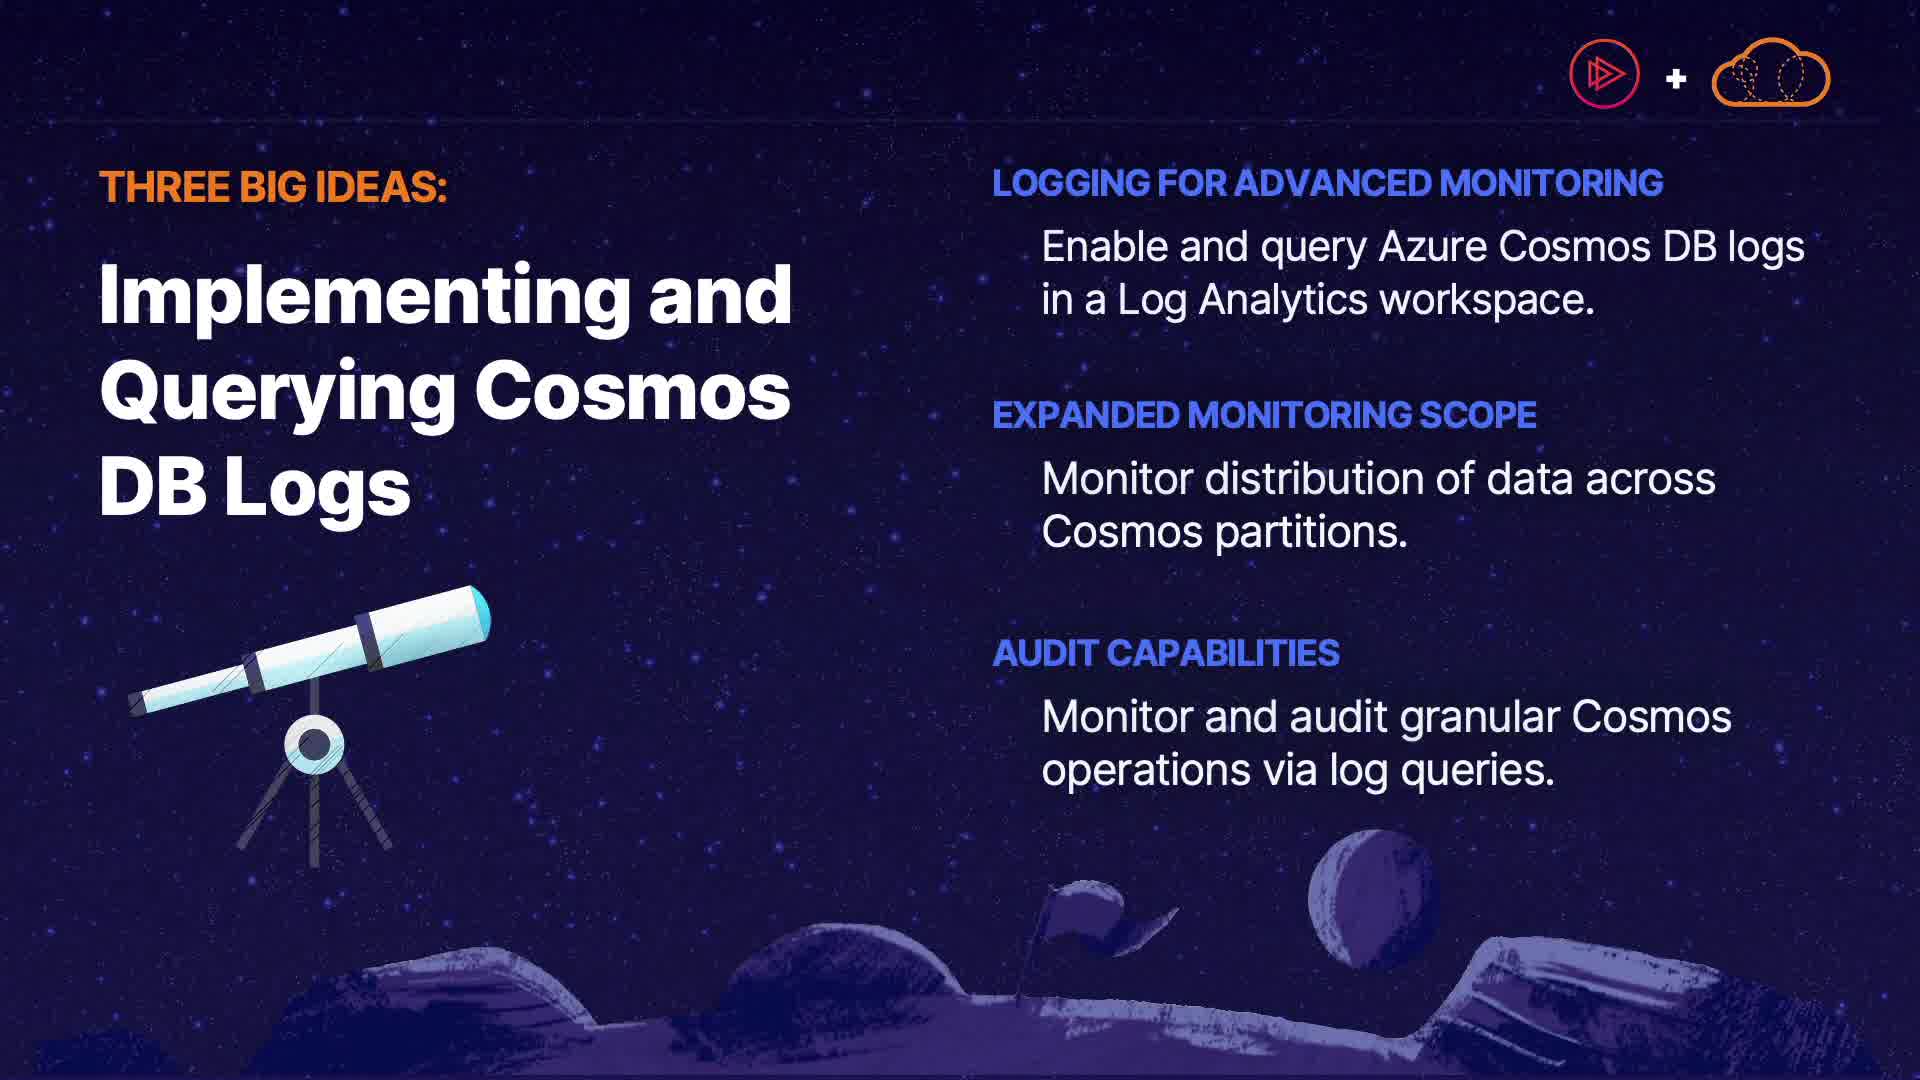 THREE BIG IDEAS:
Implementing and
Querying Cosmos
DB Logs
LOGGING FOR ADVANCED MONITORING
Enable and query Azure Cosmos DB logs
in a Log Analytics workspace.
EXPANDED MONITORING SCOPE
Monitor distribution of data across
Cosmos partitions.
AUDIT CAPABILITIES
Monitor and audit granular Cosmos
operations via log queries.